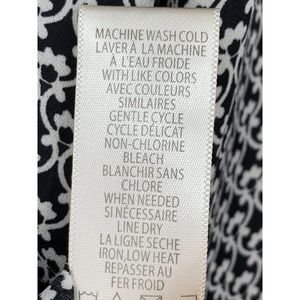 MACHINE WASH COLD
LAVER À LA MACHINE
À L'EAU FROIDE
WITH LIKE COLORS
AVEC COULEURS
SIMILAIRES
GENTLE CYCLE
CYCLE DÉLICAT
NON-CHLORINE
BLEACH
BLANCHIR SANS
CHLORE
WHEN NEEDED
SI NÉCESSAIRE
LINE DRY
LA LIGNE SECHE
IRON,LOW HEAT
REPASSER AU
FER FROID